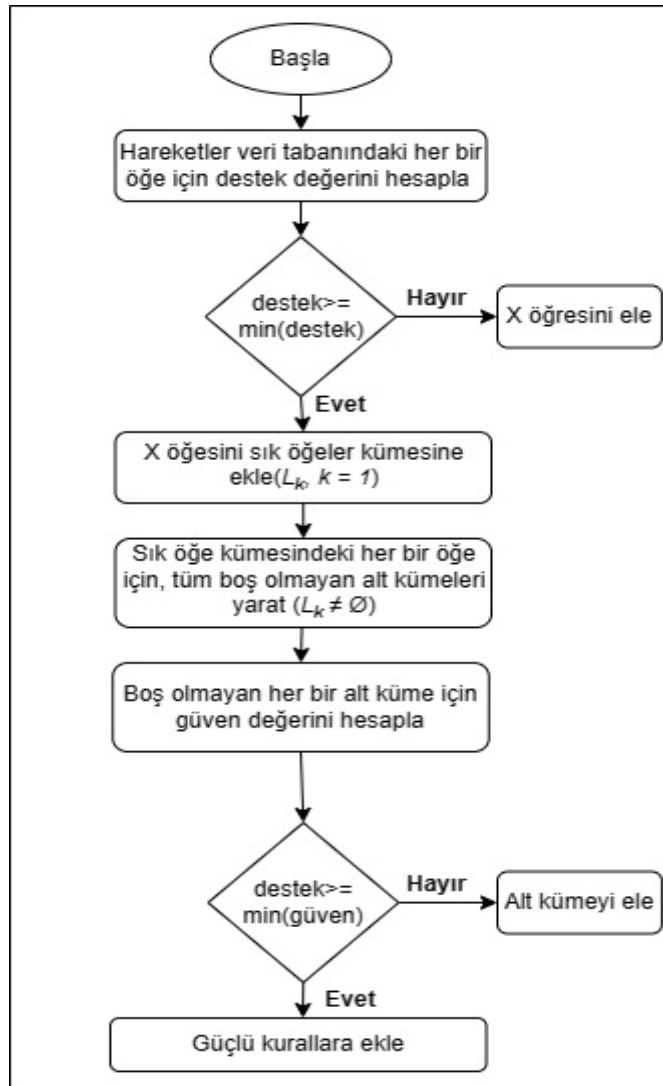 Başla
Hareketler veri tabanındaki her bir
öğe için destek değerini hesapla
destek>=
min(destek)
Hayır
X öğresini ele
Evet
X öğesini sık öğeler kümesine
ekle(Lk, k = 1)
Sık öğe kümesindeki her bir öğe
için, tüm boş olmayan alt kümeleri
yarat (Lk ≠ Ø)
Boş olmayan her bir alt küme için
güven değerini hesapla
destek>=
min(güven)
Hayır
Alt kümeyi ele
Evet
Güçlü kurallara ekle